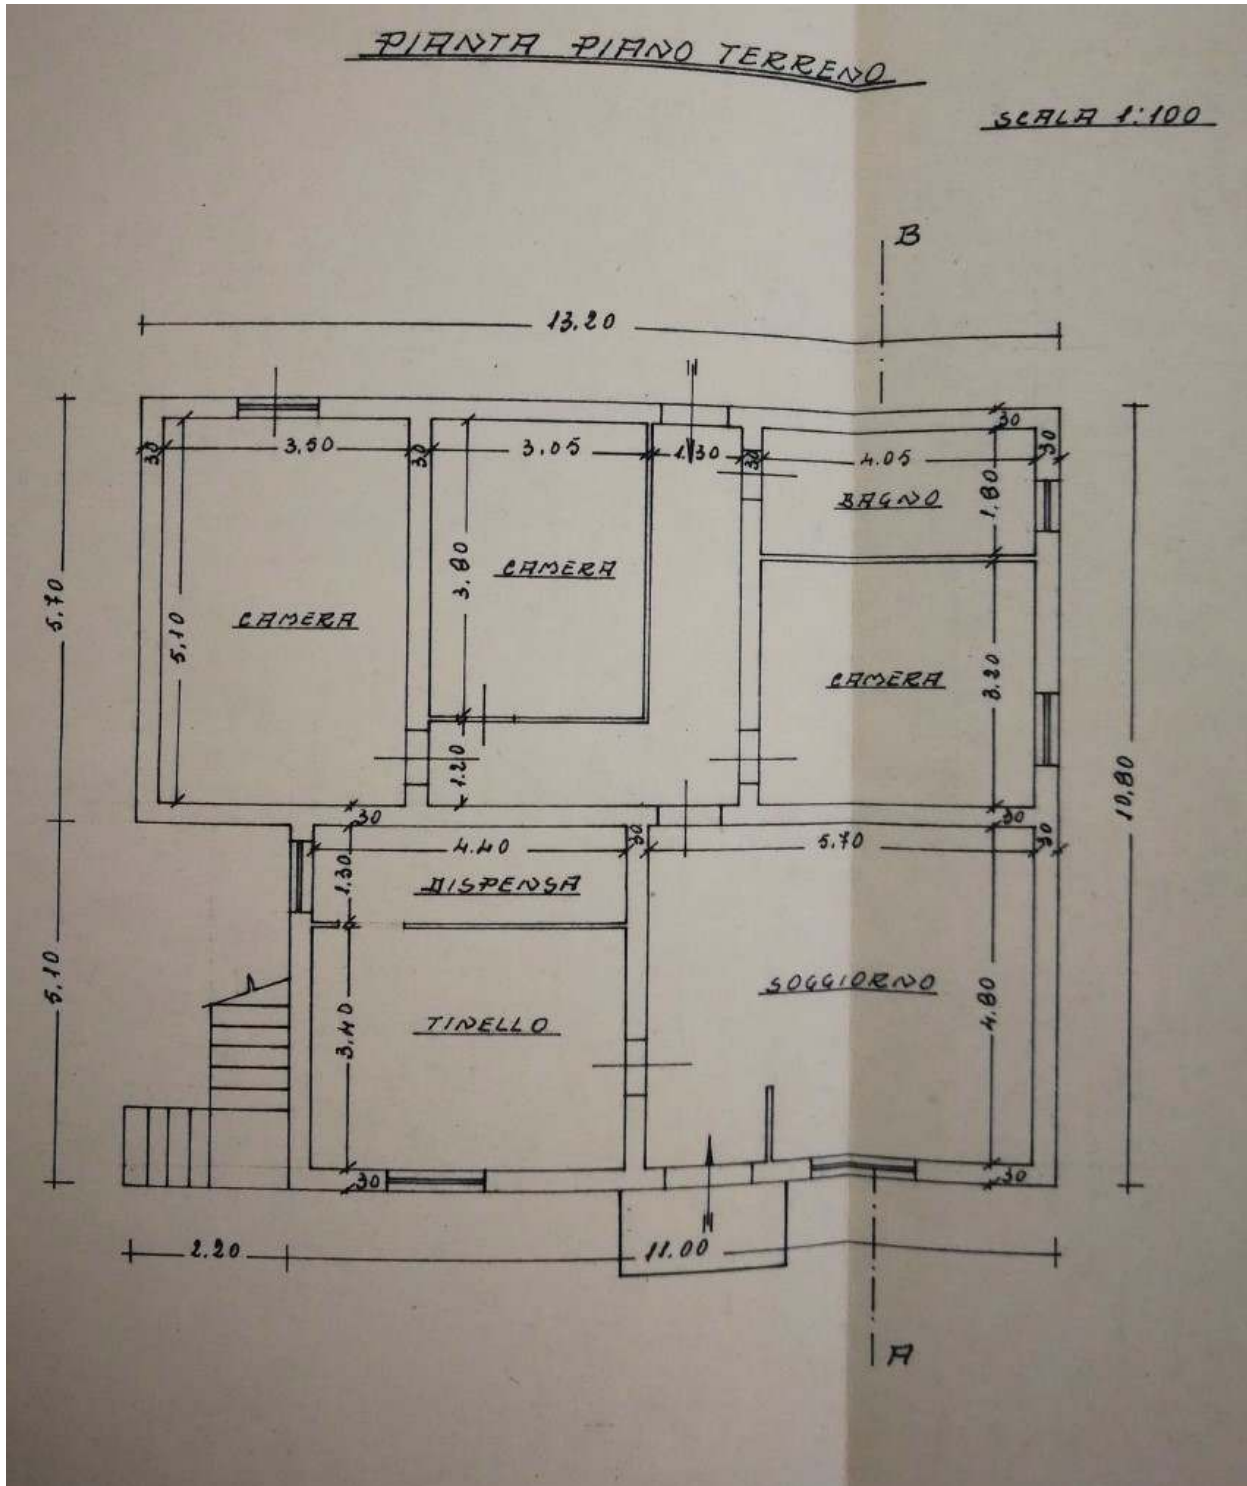 PIANTA PIANO TERRENO
SCALA 1:100
B
13.20
30
3.50
30
3.05
1.30
30
4.05
30
30
BAGNO
1.80
5.70
5.10
CAMERA
3.80
CAMERA
CAMERA
3.20
1.20
10.80
30
4.40
30
5.70
30
30
1.30
DISPENSA
5.10
3.40
TINELLO
SOGGIORNO
4.80
30
30
2.20
11.00
A